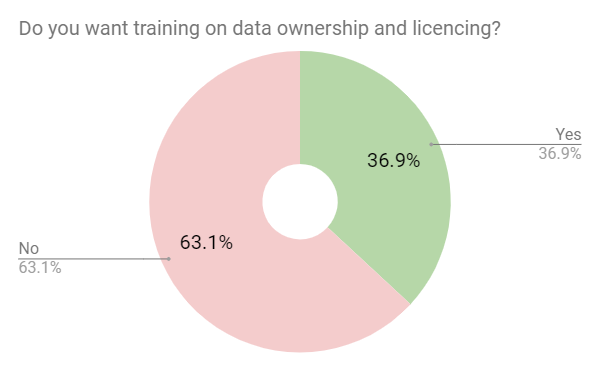 Do you want training on data ownership and licencing?
Yes
36.9%
36.9%
63.1%
No
63.1%